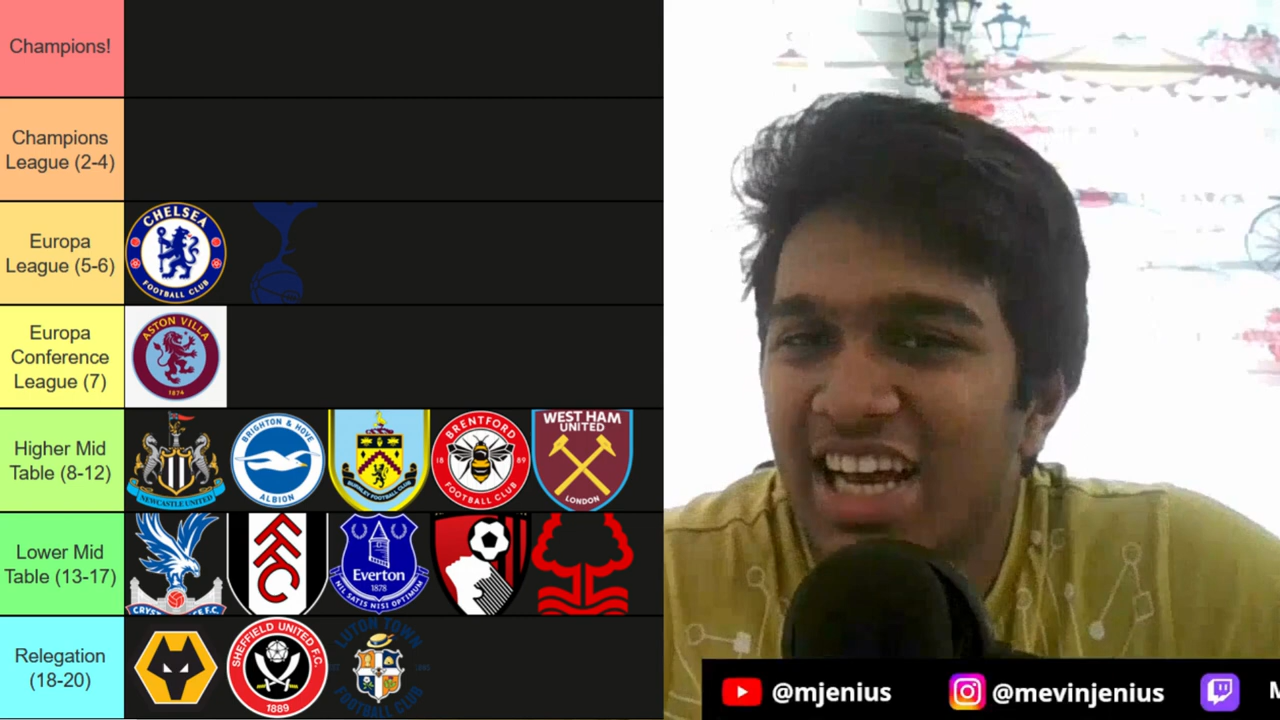 Champions!
Champions
League (2-4)
Europa
League (5-6)
CHELSEA
FOOTBALL CLUB
Europa
Conference
League (7)
ASTON VILLA
1874
Higher Mid
Table (8-12)
NEWCASTLE UNITED
BRIGHTON & HOVE
ALBION
BURNLEY FOOTBALL CLUB
BRENTFORD
18 89
FOOTBALL CLUB
WEST HAM
UNITED
LONDON
Lower Mid
Table (13-17)
FFC
Everton
1878
NIL SATIS NISI OPTIMUM
Relegation
(18-20)
SHEFFIELD UNITED F.C.
1889
LUTON TOWN
FOOTBALL CLUB
@mjenius
@mevinjenius
M